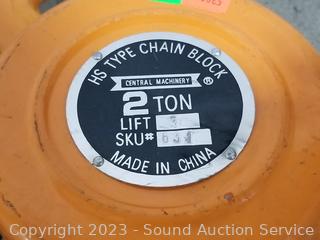 HS TYPE CHAIN BLOCK
CENTRAL MACHINERY ®
2 TON
LIFT
SKU#
MADE IN CHINA
Copyright © 2023 - Sound Auction Service